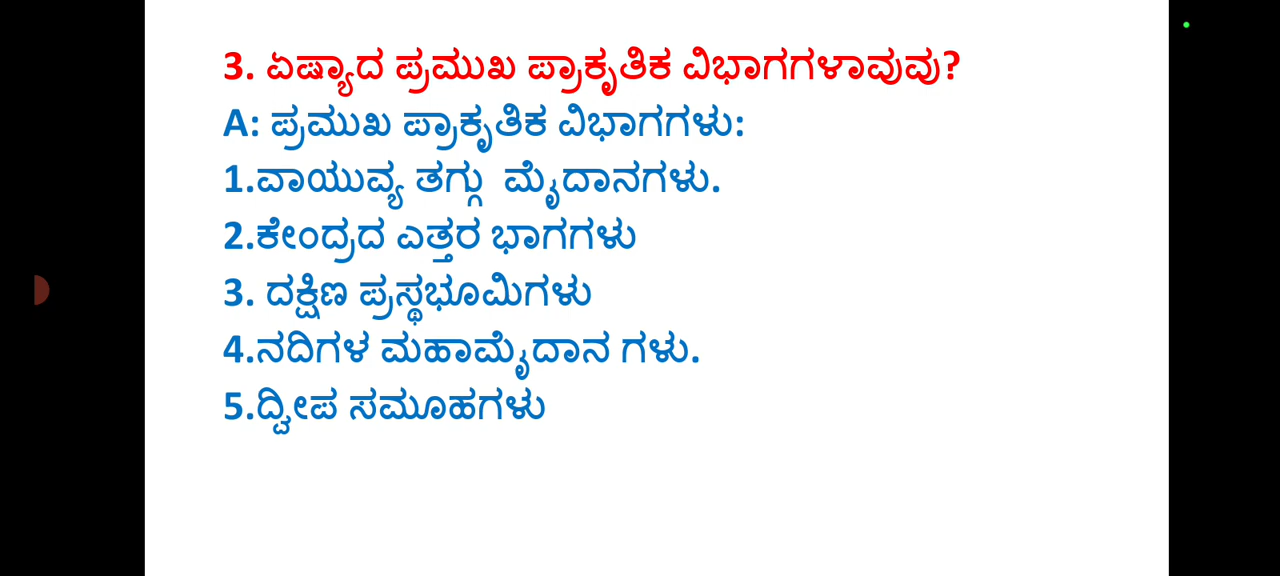 3. ಏಷ್ಯಾದ ಪ್ರಮುಖ ಪ್ರಾಕೃತಿಕ ವಿಭಾಗಗಳಾವುವು?
A: ಪ್ರಮುಖ ಪ್ರಾಕೃತಿಕ ವಿಭಾಗಗಳು:
1.ವಾಯುವ್ಯ ತಗ್ಗು ಮೈದಾನಗಳು.
2.ಕೇಂದ್ರದ ಎತ್ತರ ಭಾಗಗಳು
3. ದಕ್ಷಿಣ ಪ್ರಸ್ಥಭೂಮಿಗಳು
4.ನದಿಗಳ ಮಹಾಮೈದಾನ ಗಳು.
5.ದ್ವೀಪ ಸಮೂಹಗಳು